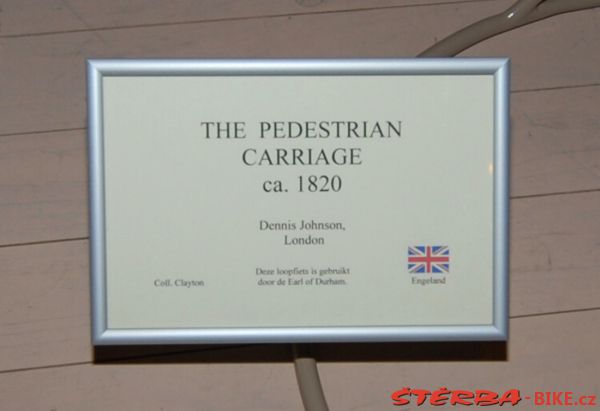 THE PEDESTRIAN
CARRIAGE
ca. 1820
Dennis Johnson,
London
Coll. Clayton
Deze loopfiets is gebruikt
door de Earl of Durham.
Engeland
ŠTĚRBA-BIKE.cz